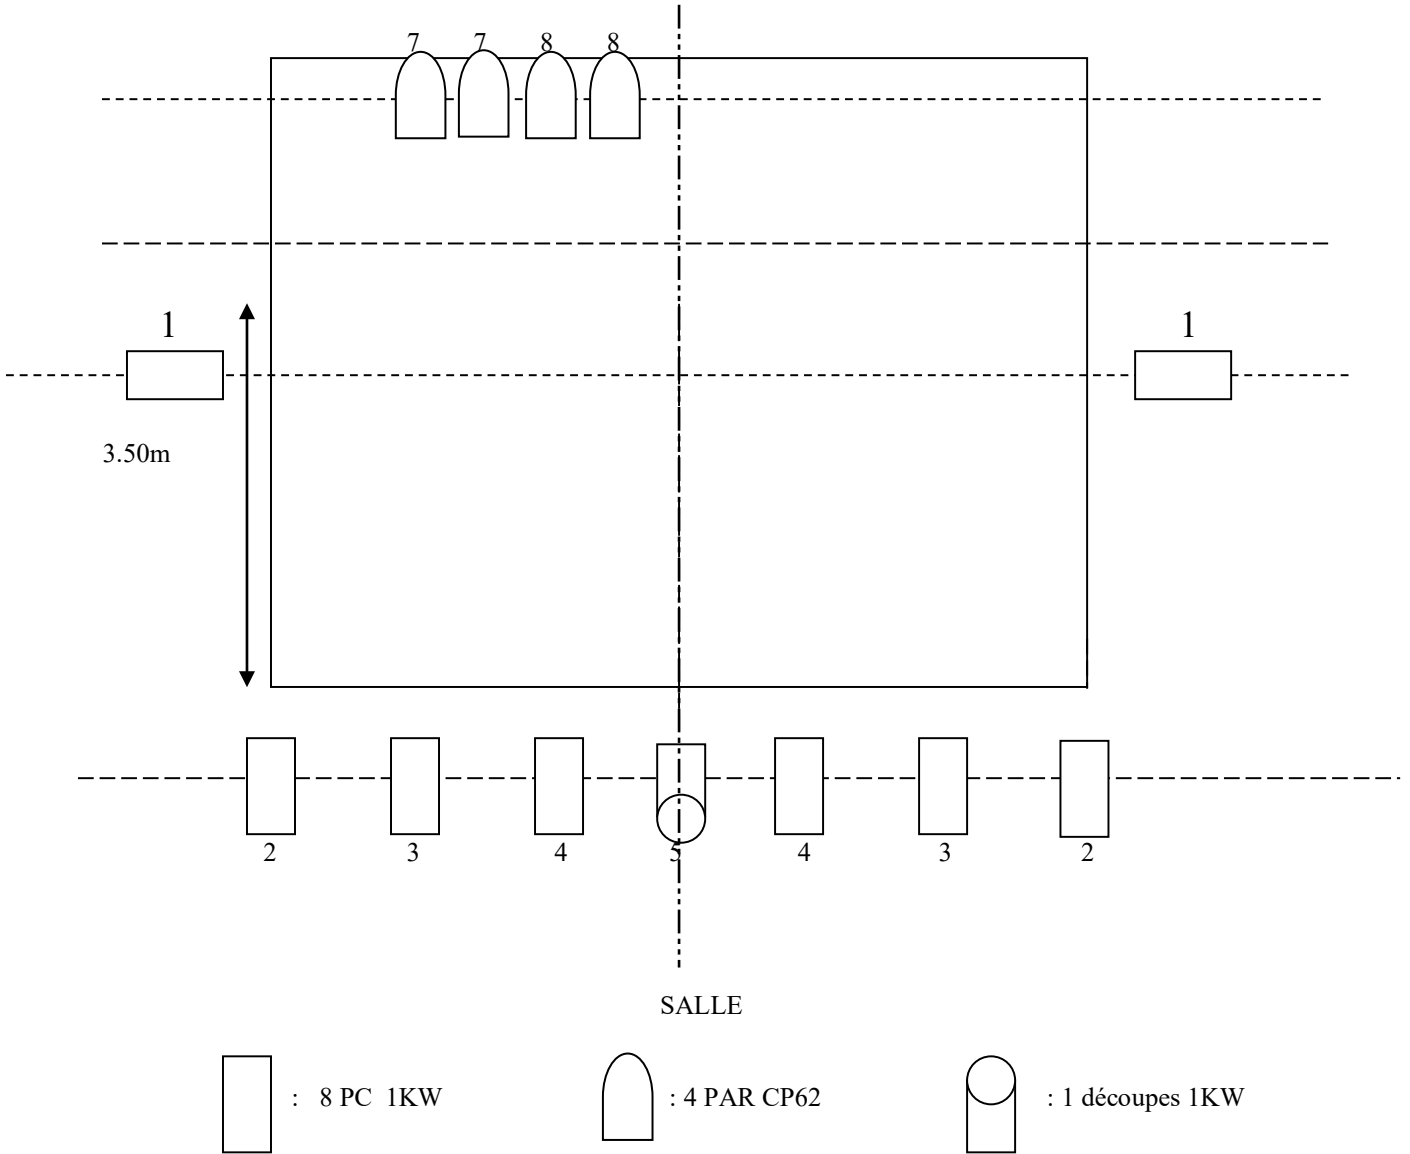 7 7 8 8
1 1
3.50m
2 3 4 5 4 3 2
SALLE
: 8 PC 1KW : 4 PAR CP62 : 1 découpes 1KW